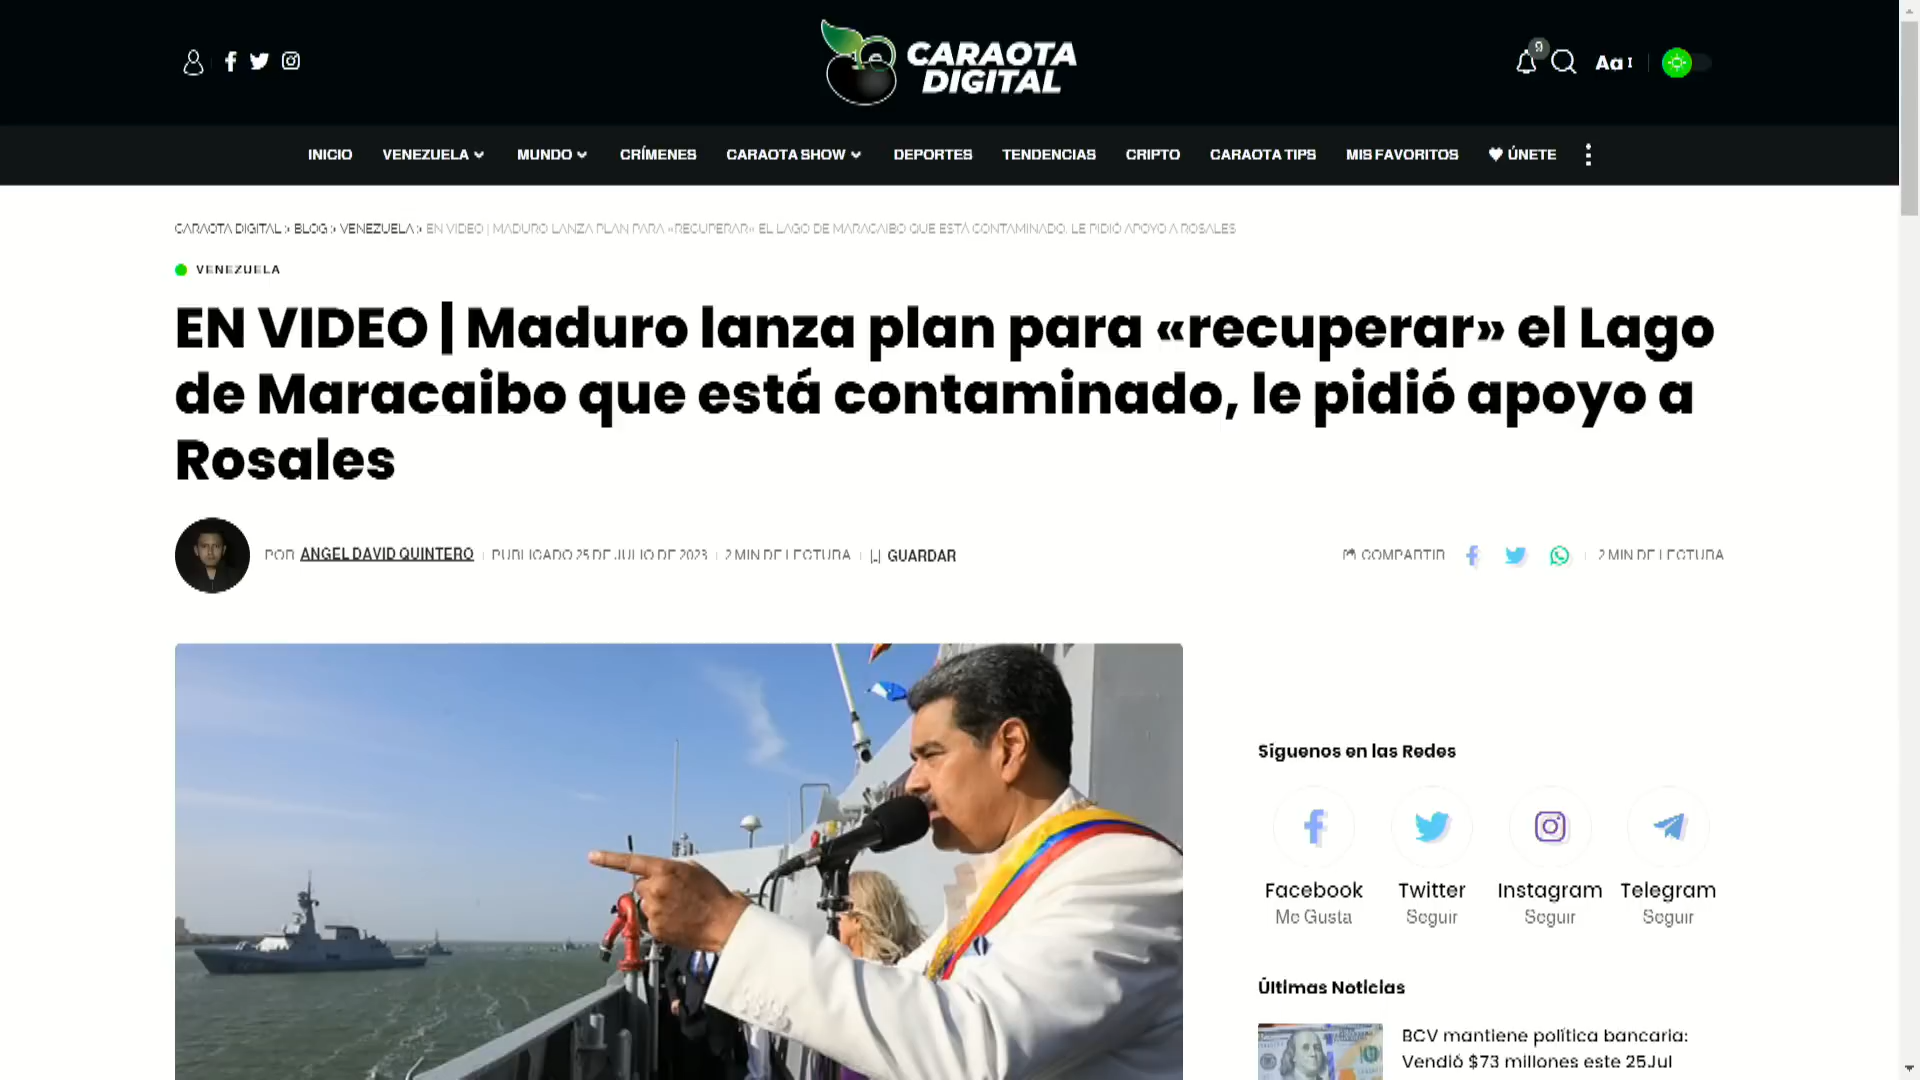 CARAOTA
DIGITAL
9
Aa
INICIO VENEZUELA MUNDO CRÍMENES CARAOTA SHOW DEPORTES TENDENCIAS CRIPTO CARAOTA TIPS MIS FAVORITOS ÚNETE
CARAOTA DIGITAL > BLOG > VENEZUELA > EN VIDEO | MADURO LANZA PLAN PARA «RECUPERAR» EL LAGO DE MARACAIBO QUE ESTÁ CONTAMINADO, LE PIDIÓ APOYO A ROSALES
VENEZUELA
EN VIDEO | Maduro lanza plan para «recuperar» el Lago
de Maracaibo que está contaminado, le pidió apoyo a
Rosales
POR ANGEL DAVID QUINTERO PUBLICADO 25 DE JULIO DE 2023 2 MIN DE LECTURA GUARDAR
COMPARTIR 2 MIN DE LECTURA
Síguenos en las Redes
Facebook Twitter Instagram Telegram
Me Gusta Seguir Seguir Seguir
Últimas Noticias
BCV mantiene política bancaria:
Vendió $73 millones este 25Jul